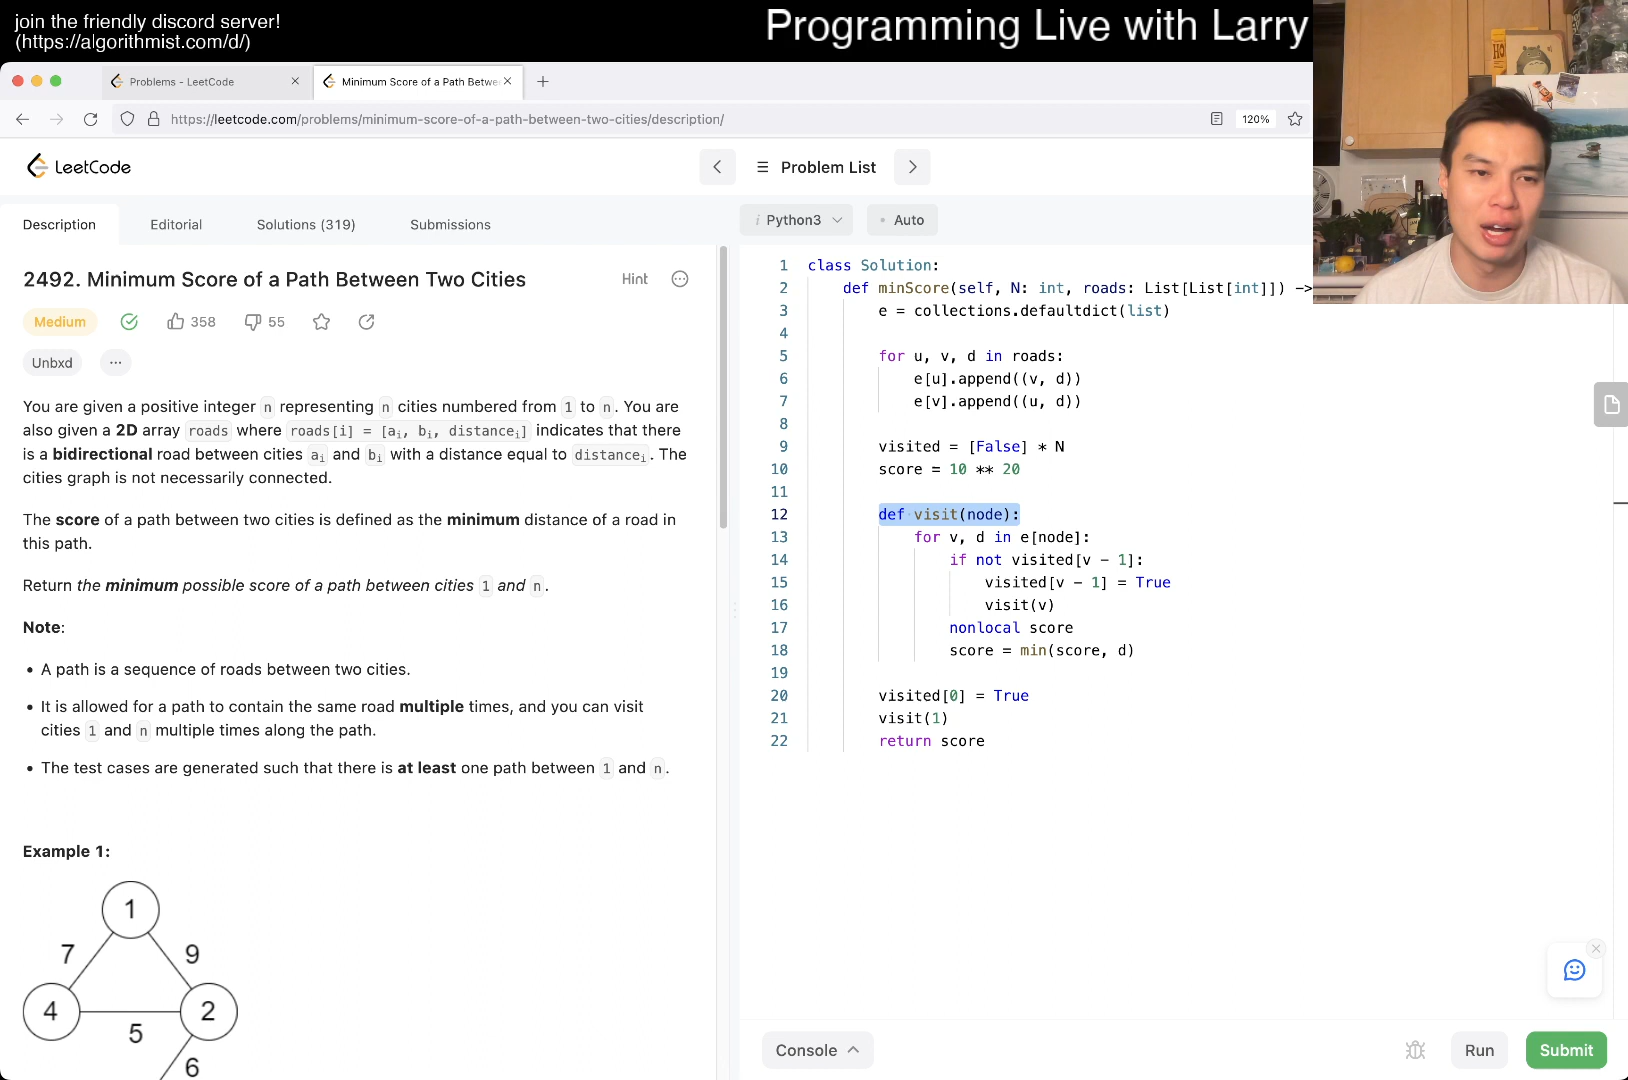 join the friendly discord server!
(https://algorithmist.com/d/)
Programming Live with Larry
Problems - LeetCode
Minimum Score of a Path Betwe
https://leetcode.com/problems/minimum-score-of-a-path-between-two-cities/description/
120%
LeetCode
Problem List
Description
Editorial
Solutions (319)
Submissions
2492. Minimum Score of a Path Between Two Cities
Hint
Medium
358
55
Unbxd
You are given a positive integer n representing n cities numbered from 1 to n. You are
also given a 2D array roads where roads[i] = [aᵢ, bᵢ, distanceᵢ] indicates that there
is a bidirectional road between cities aᵢ and bᵢ with a distance equal to distanceᵢ. The
cities graph is not necessarily connected.
The score of a path between two cities is defined as the minimum distance of a road in
this path.
Return the minimum possible score of a path between cities 1 and n.
Note:
• A path is a sequence of roads between two cities.
• It is allowed for a path to contain the same road multiple times, and you can visit
cities 1 and n multiple times along the path.
• The test cases are generated such that there is at least one path between 1 and n.
Example 1:
1
7
9
4
2
5
6
i Python3
Auto
1 class Solution:
2 def minScore(self, N: int, roads: List[List[int]]) ->
3 e = collections.defaultdict(list)
4
5 for u, v, d in roads:
6 e[u].append((v, d))
7 e[v].append((u, d))
8
9 visited = [False] * N
10 score = 10 ** 20
11
12 def visit(node):
13 for v, d in e[node]:
14 if not visited[v - 1]:
15 visited[v - 1] = True
16 visit(v)
17 nonlocal score
18 score = min(score, d)
19
20 visited[0] = True
21 visit(1)
22 return score
Console
Run
Submit